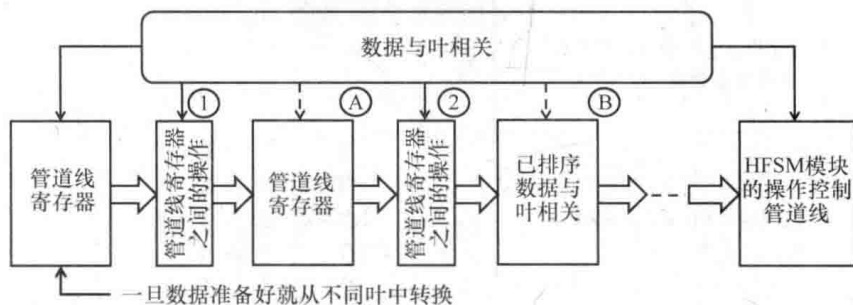 数据与叶相关
①
Ⓐ
②
Ⓑ
管道线
寄存器
管道线寄存器
之间的操作
管道线
寄存器
管道线寄存器
之间的操作
已排序
数据与
叶相关
HFSM模块
的操作控制
管道线
一旦数据准备好就从不同叶中转换